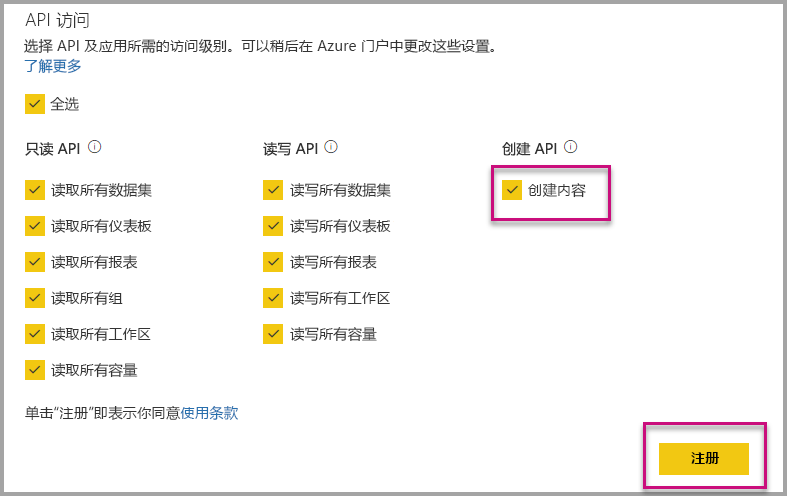 API 访问
选择 API 及应用所需的访问级别。可以稍后在 Azure 门户中更改这些设置。
了解更多
全选
只读 API
读取所有数据集
读取所有仪表板
读取所有报表
读取所有组
读取所有工作区
读取所有容量
读写 API
读写所有数据集
读写所有仪表板
读写所有报表
读写所有工作区
读写所有容量
创建 API
创建内容
单击“注册”即表示你同意使用条款
注册